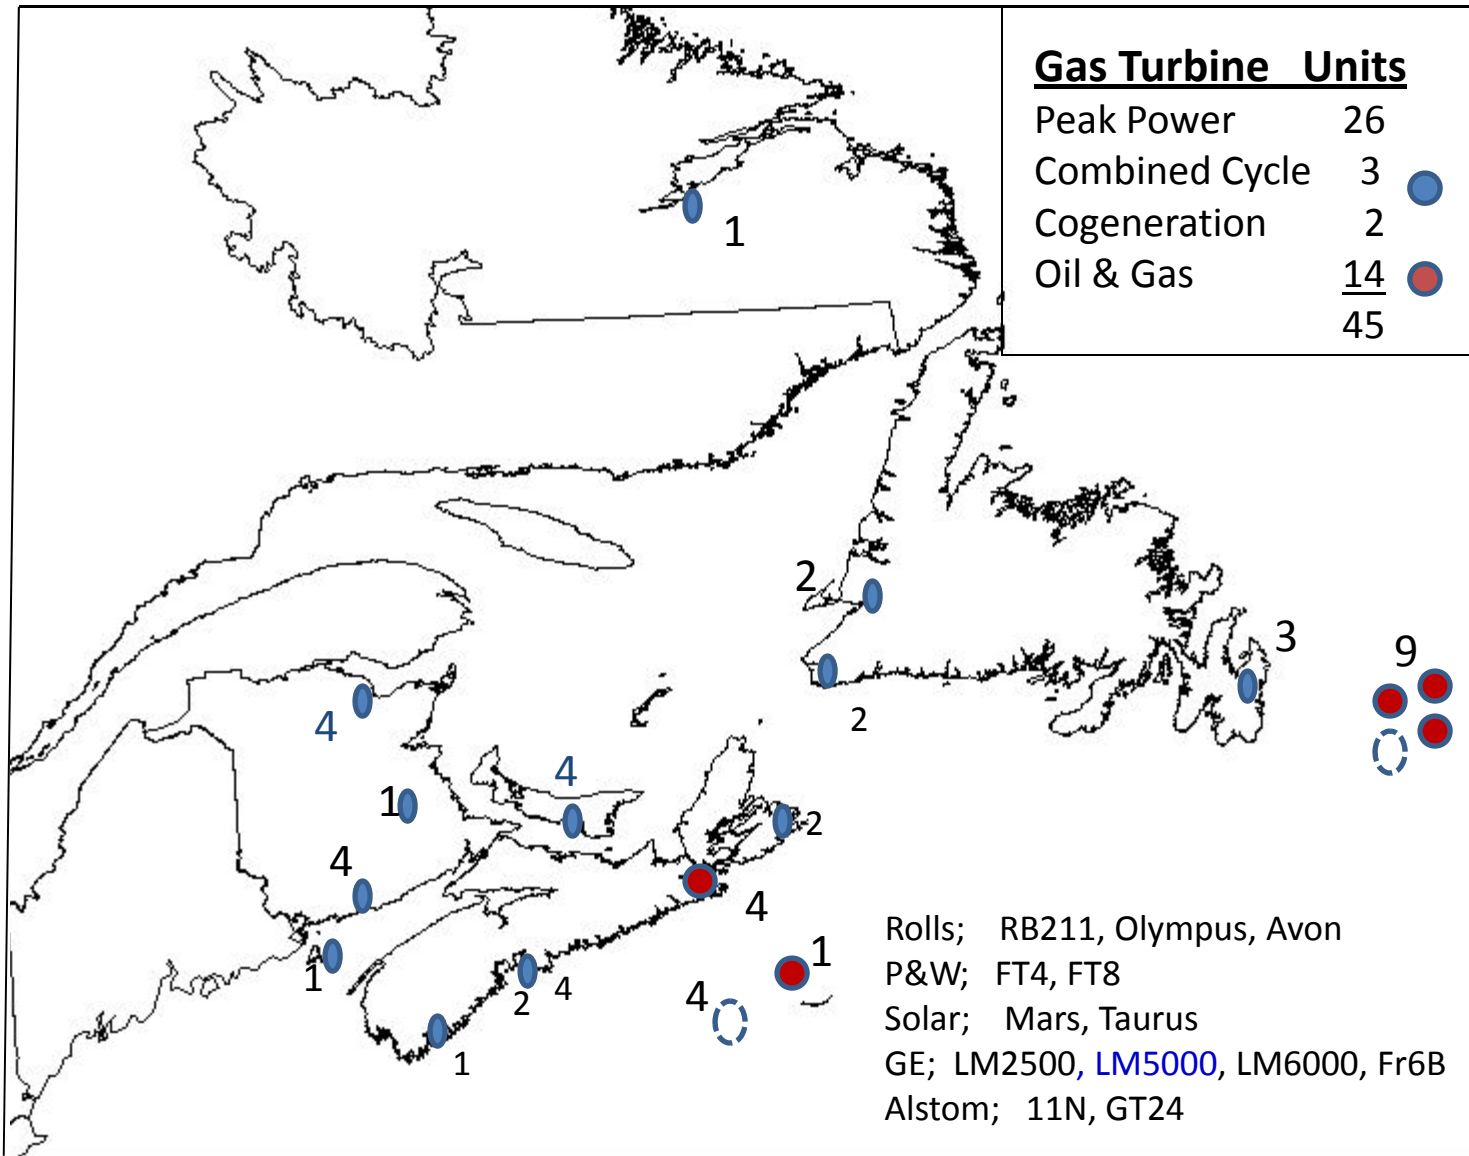 Gas Turbine Units
Peak Power 26
Combined Cycle 3
Cogeneration 2
Oil & Gas 14
45
1
2
3
9
2
4
4
1
2
4
4
1
1
2 4
4
1
Rolls; RB211, Olympus, Avon
P&W; FT4, FT8
Solar; Mars, Taurus
GE; LM2500, LM5000, LM6000, Fr6B
Alstom; 11N, GT24